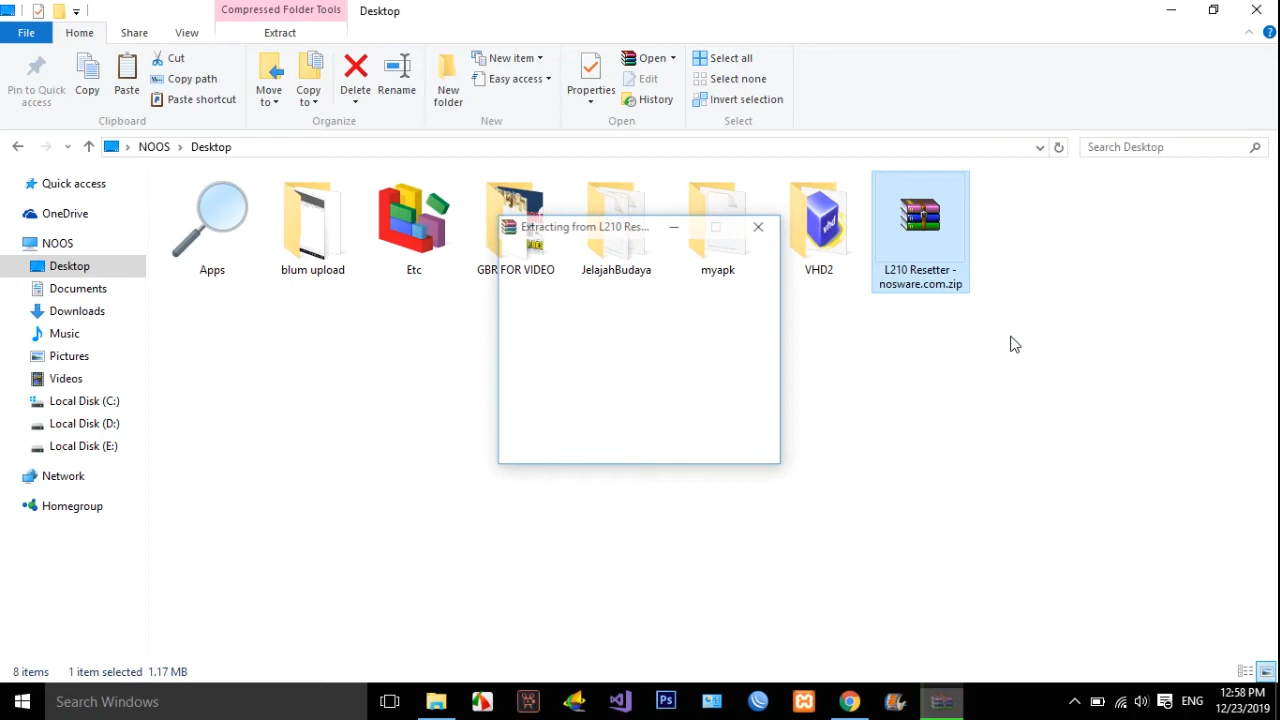 Compressed Folder Tools
Desktop
File
Home
Share
View
Extract
Pin to Quick access
Copy
Paste
Cut
Copy path
Paste shortcut
Clipboard
Move to
Copy to
Delete
Rename
Organize
New folder
New item
Easy access
New
Properties
Open
Edit
History
Open
Select all
Select none
Invert selection
Select
NOOS
Desktop
Search Desktop
Quick access
OneDrive
NOOS
Desktop
Documents
Downloads
Music
Pictures
Videos
Local Disk (C:)
Local Disk (D:)
Local Disk (E:)
Network
Homegroup
Apps
blum upload
Etc
GBR FOR VIDEO
JelajahBudaya
myapk
VHD2
vhd
L210 Resetter -
nosware.com.zip
Extracting from L210 Res...
8 items
1 item selected 1.17 MB
Search Windows
Ps
ENG
12:58 PM
12/23/2019